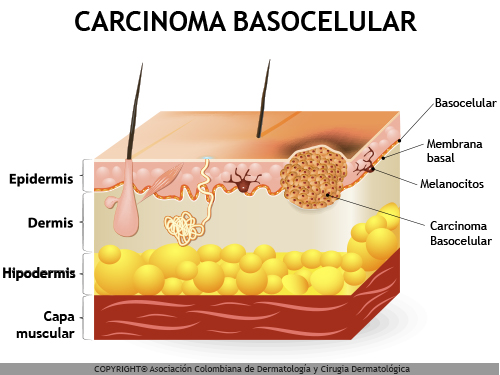 CARCINOMA BASOCELULAR
Basocelular
Membrana
basal
Melanocitos
Carcinoma
Basocelular
Epidermis
Dermis
Hipodermis
Capa
muscular
COPYRIGHT® Asociación Colombiana de Dermatología y Cirugia Dermatológica